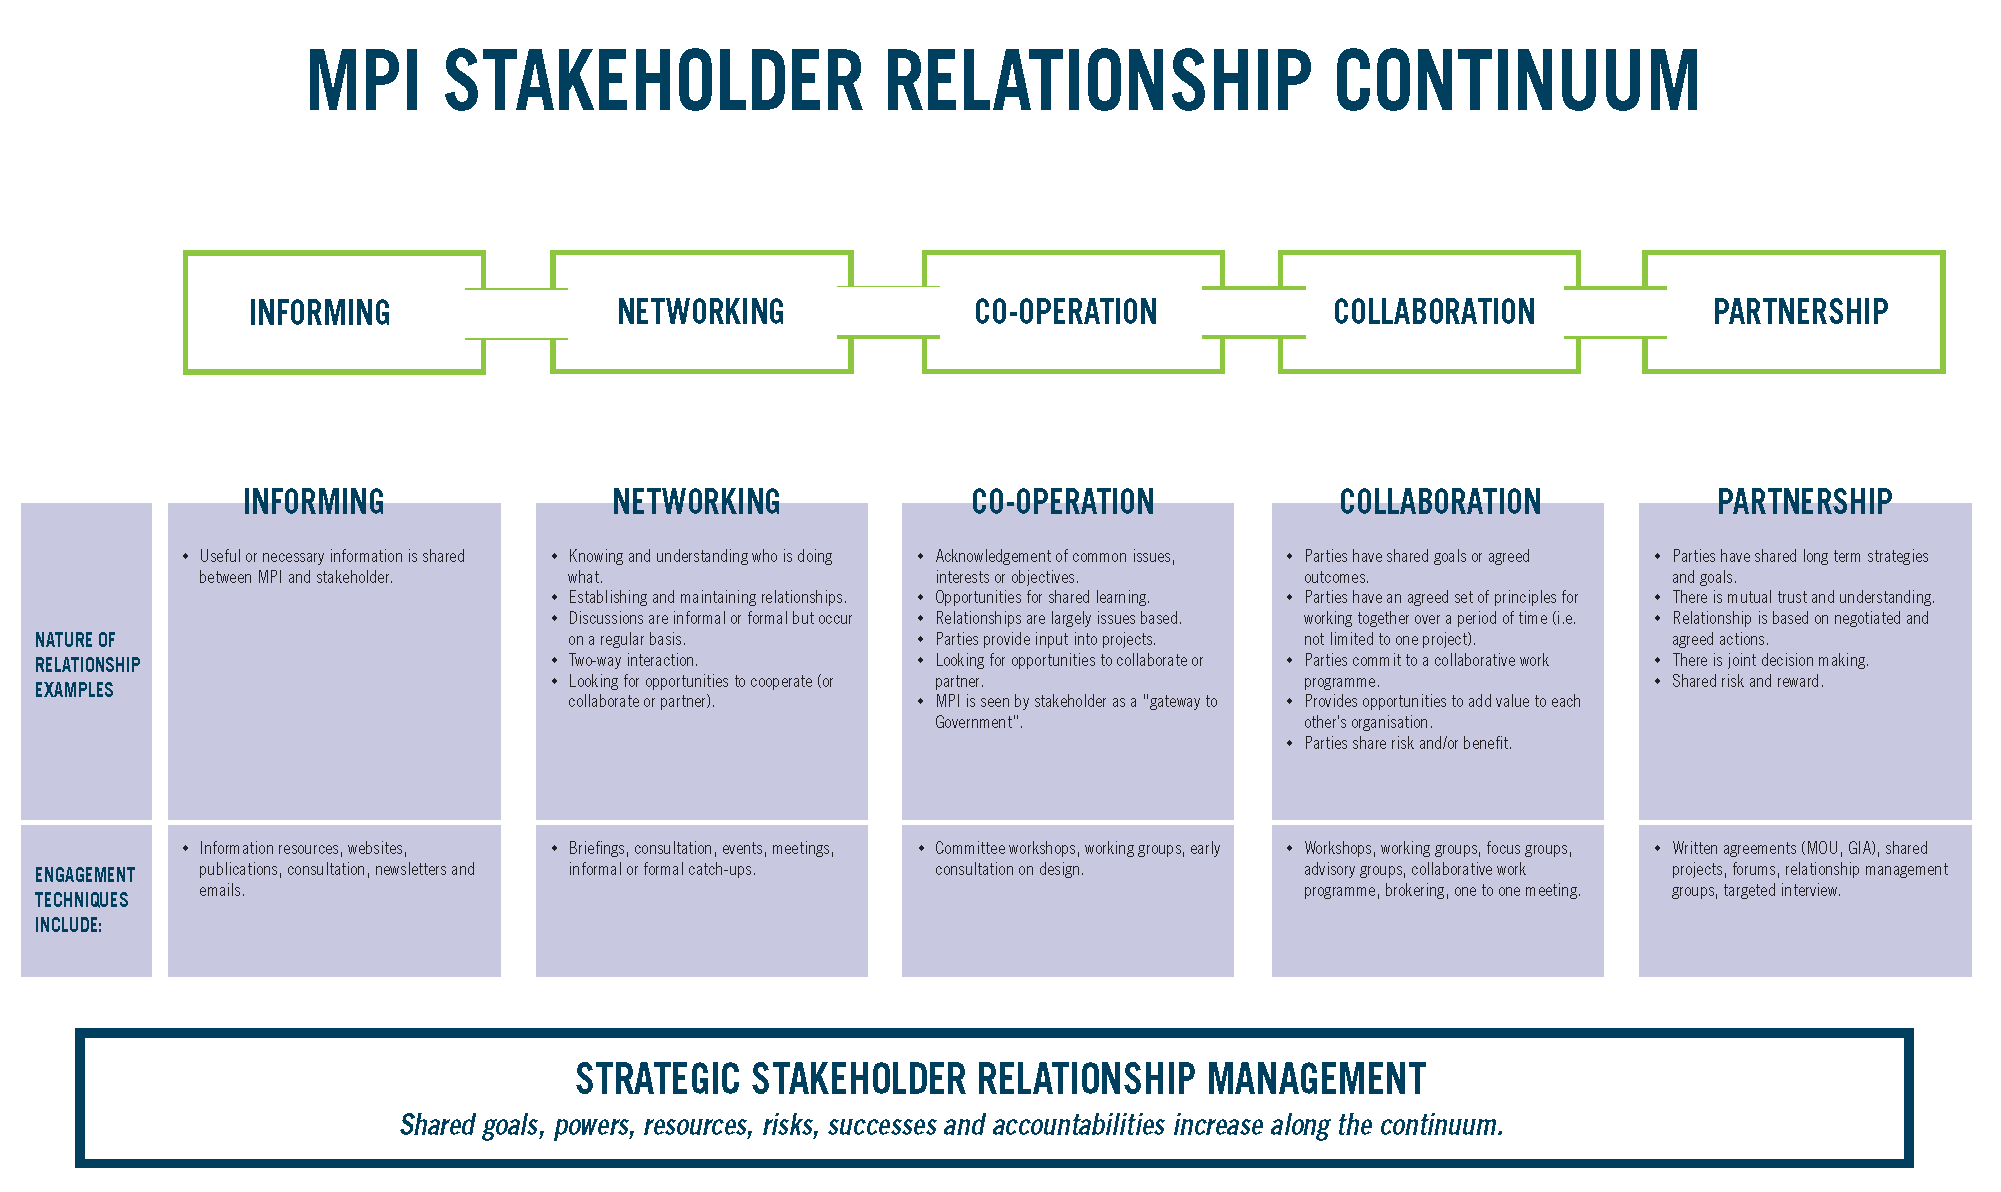 MPI STAKEHOLDER RELATIONSHIP CONTINUUM
INFORMING
NETWORKING
CO-OPERATION
COLLABORATION
PARTNERSHIP
INFORMING
NETWORKING
CO-OPERATION
COLLABORATION
PARTNERSHIP
NATURE OF
RELATIONSHIP
EXAMPLES
• Useful or necessary information is shared
between MPI and stakeholder.
• Knowing and understanding who is doing
what.
• Establishing and maintaining relationships.
• Discussions are informal or formal but occur
on a regular basis.
• Two-way interaction.
• Looking for opportunities to cooperate (or
collaborate or partner).
• Acknowledgement of common issues,
interests or objectives.
• Opportunities for shared learning.
• Relationships are largely issues based.
• Parties provide input into projects.
• Looking for opportunities to collaborate or
partner.
• MPI is seen by stakeholder as a "gateway to
Government".
• Parties have shared goals or agreed
outcomes.
• Parties have an agreed set of principles for
working together over a period of time (i.e.
not limited to one project).
• Parties commit to a collaborative work
programme.
• Provides opportunities to add value to each
other's organisation.
• Parties share risk and/or benefit.
• Parties have shared long term strategies
and goals.
• There is mutual trust and understanding.
• Relationship is based on negotiated and
agreed actions.
• There is joint decision making.
• Shared risk and reward.
ENGAGEMENT
TECHNIQUES
INCLUDE:
• Information resources, websites,
publications, consultation, newsletters and
emails.
• Briefings, consultation, events, meetings,
informal or formal catch-ups.
• Committee workshops, working groups, early
consultation on design.
• Workshops, working groups, focus groups,
advisory groups, collaborative work
programme, brokering, one to one meeting.
• Written agreements (MOU, GIA), shared
projects, forums, relationship management
groups, targeted interview.
STRATEGIC STAKEHOLDER RELATIONSHIP MANAGEMENT
Shared goals, powers, resources, risks, successes and accountabilities increase along the continuum.